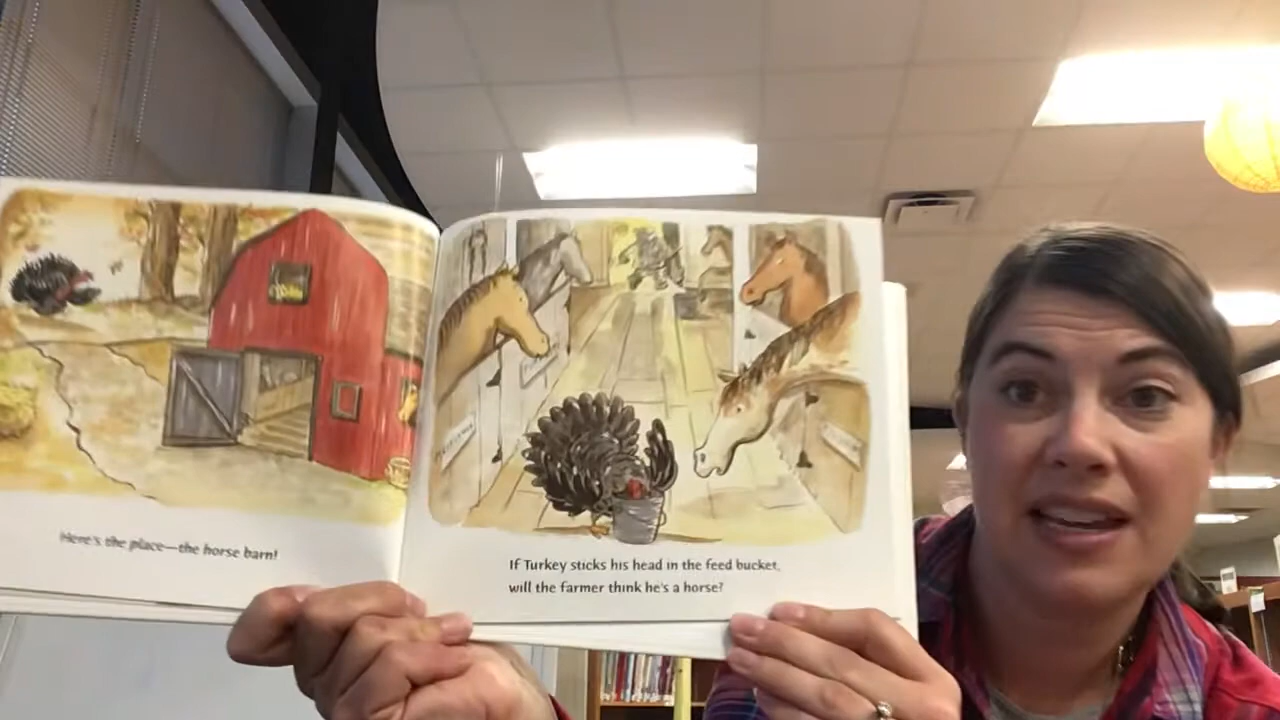 Here's the place—the horse barn!
If Turkey sticks his head in the feed bucket,
will the farmer think he's a horse?